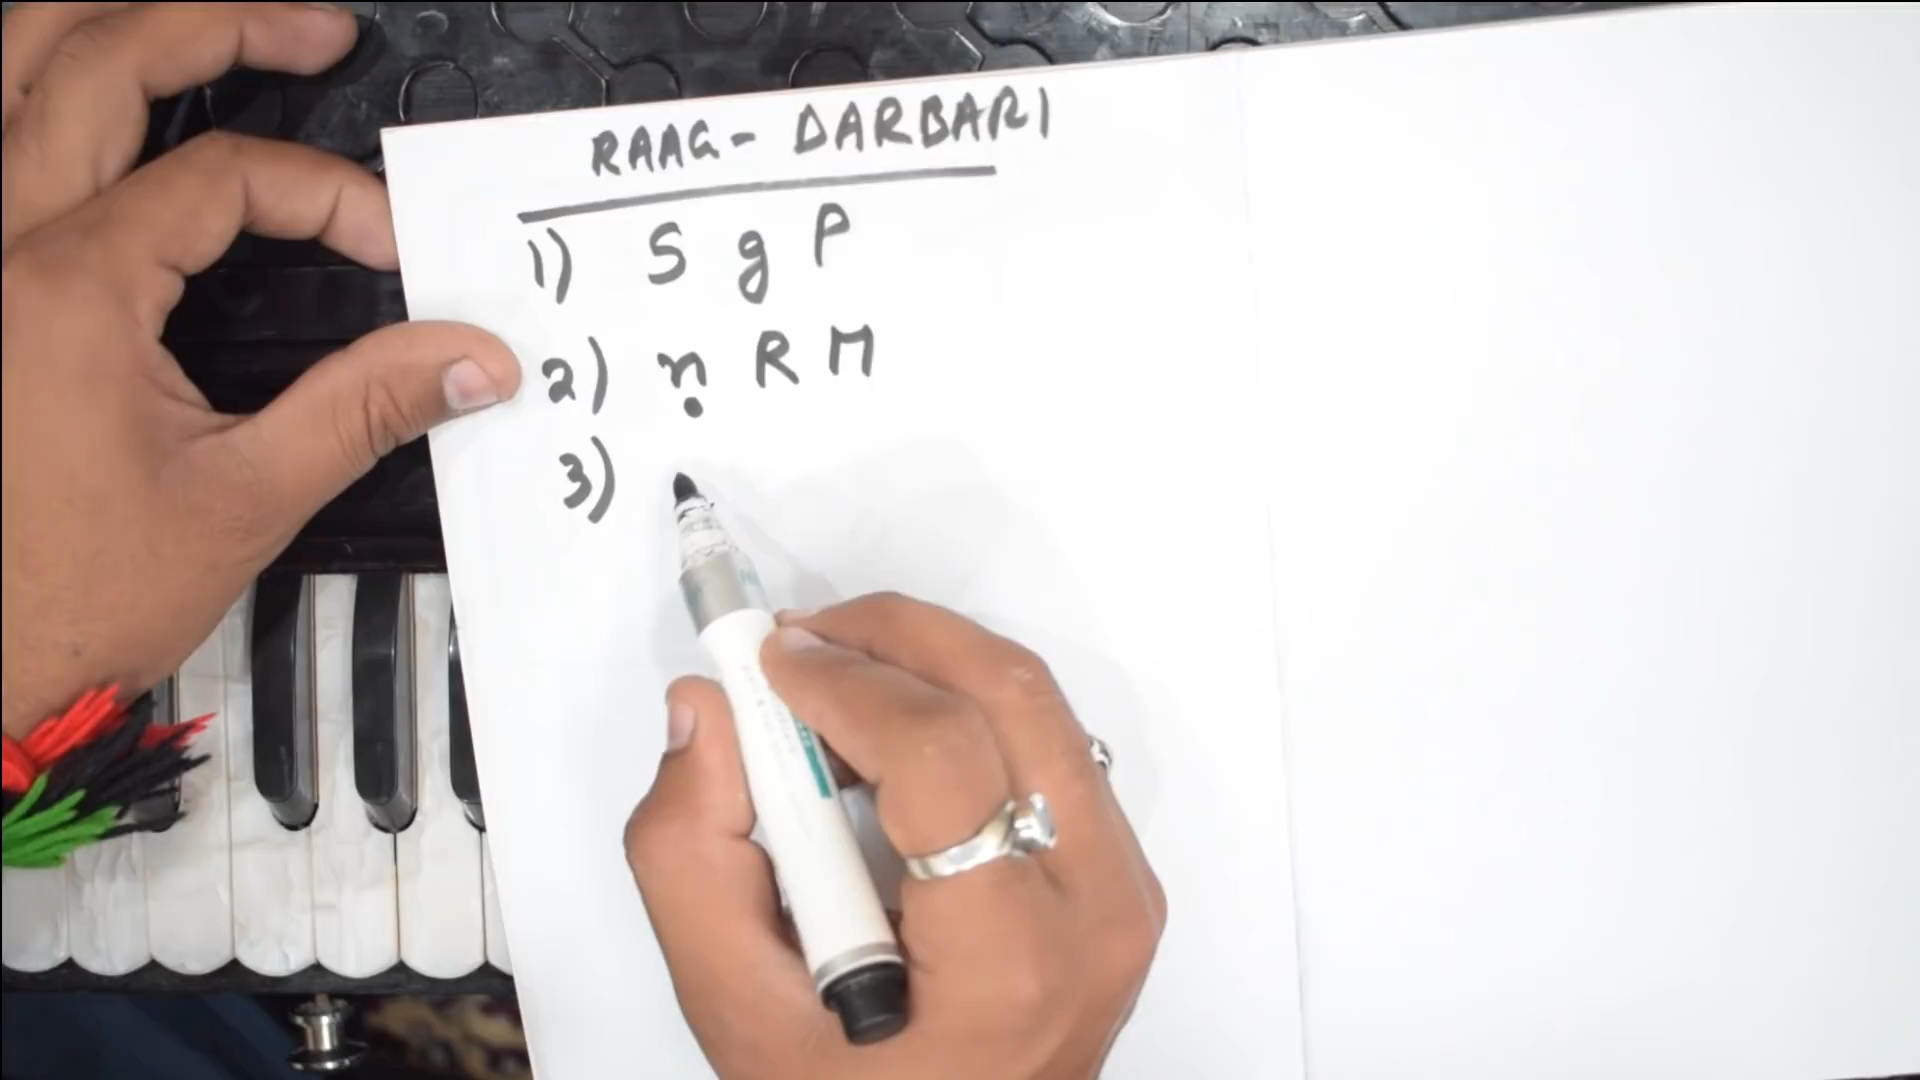 RAAG - DARBARI
1) S g P
2) ṇ R M
3)